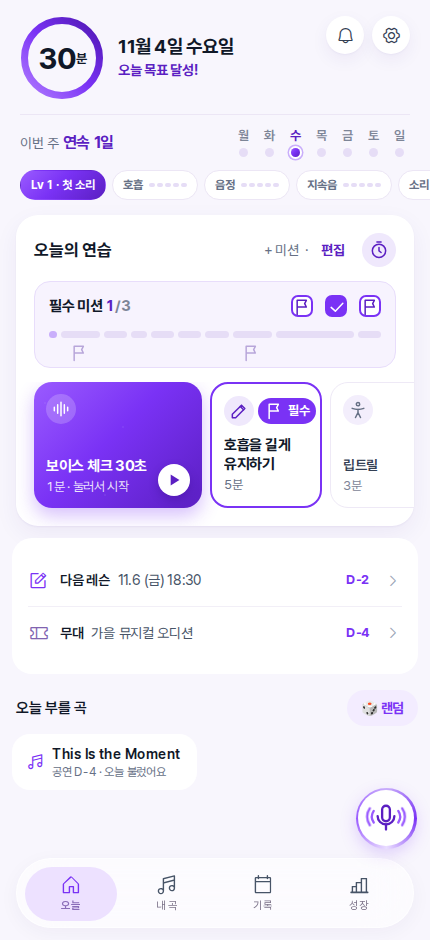 30분
11월 4일 수요일
오늘 목표 달성!
이번 주 연속 1일
월 화 수 목 금 토 일
Lv 1 · 첫 소리
호흡
음정
지속음
소리
오늘의 연습
+ 미션 · 편집
필수 미션 1/3
보이스 체크 30초
1분 · 눌러서 시작
필수
호흡을 길게
유지하기
5분
립트릴
3분
다음 레슨 11.6 (금) 18:30
D-2
무대 가을 뮤지컬 오디션
D-4
오늘 부를 곡
랜덤
This Is the Moment
공연 D-4 · 오늘 불렀어요
오늘
내 곡
기록
성장